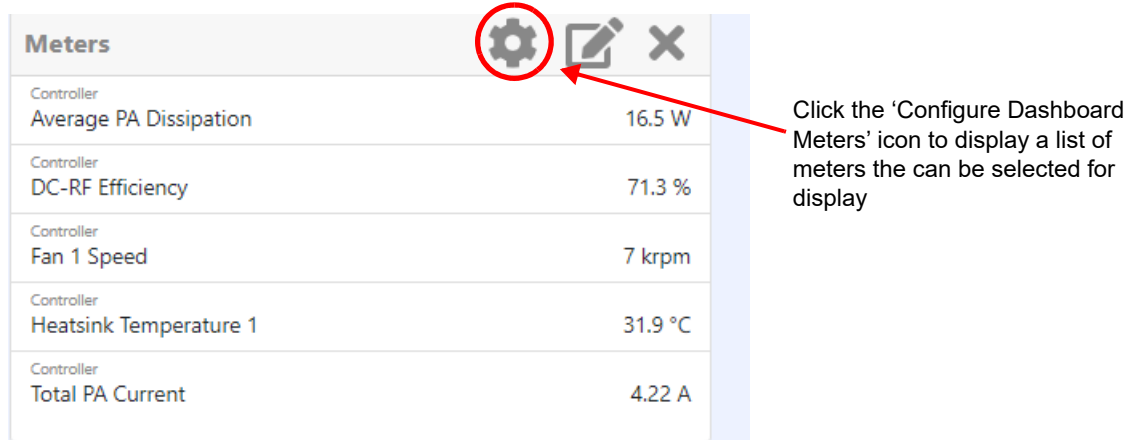 Meters
Controller
Average PA Dissipation 16.5 W
Controller
DC-RF Efficiency 71.3 %
Controller
Fan 1 Speed 7 krpm
Controller
Heatsink Temperature 1 31.9 °C
Controller
Total PA Current 4.22 A
Click the ‘Configure Dashboard
Meters’ icon to display a list of
meters the can be selected for
display